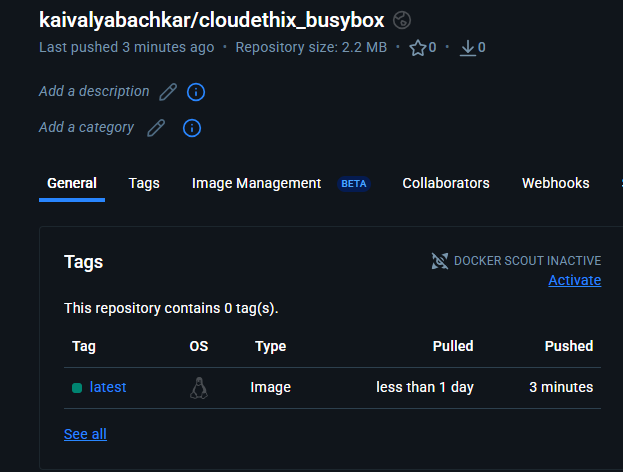 kaivalyabachkar/cloudethix_busybox
Last pushed 3 minutes ago • Repository size: 2.2 MB • 0 • 0
Add a description
Add a category
General Tags Image Management BETA Collaborators Webhooks
Tags DOCKER SCOUT INACTIVE
Activate
This repository contains 0 tag(s).
Tag OS Type Pulled Pushed
latest Image less than 1 day 3 minutes
See all